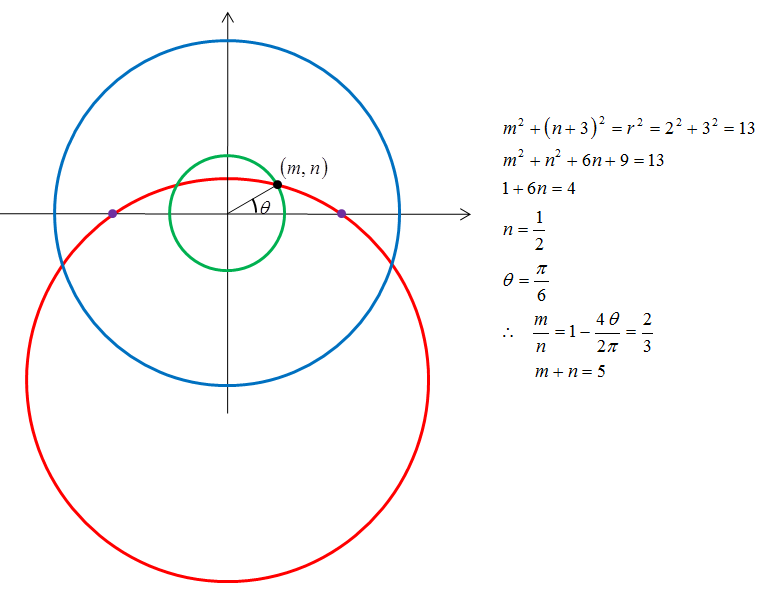 (m, n)
θ
m² + (n + 3)² = r² = 2² + 3² = 13
m² + n² + 6n + 9 = 13
1 + 6n = 4
n = 1/2
θ = π/6
∴ m/n = 1 − 4θ/2π = 2/3
m + n = 5